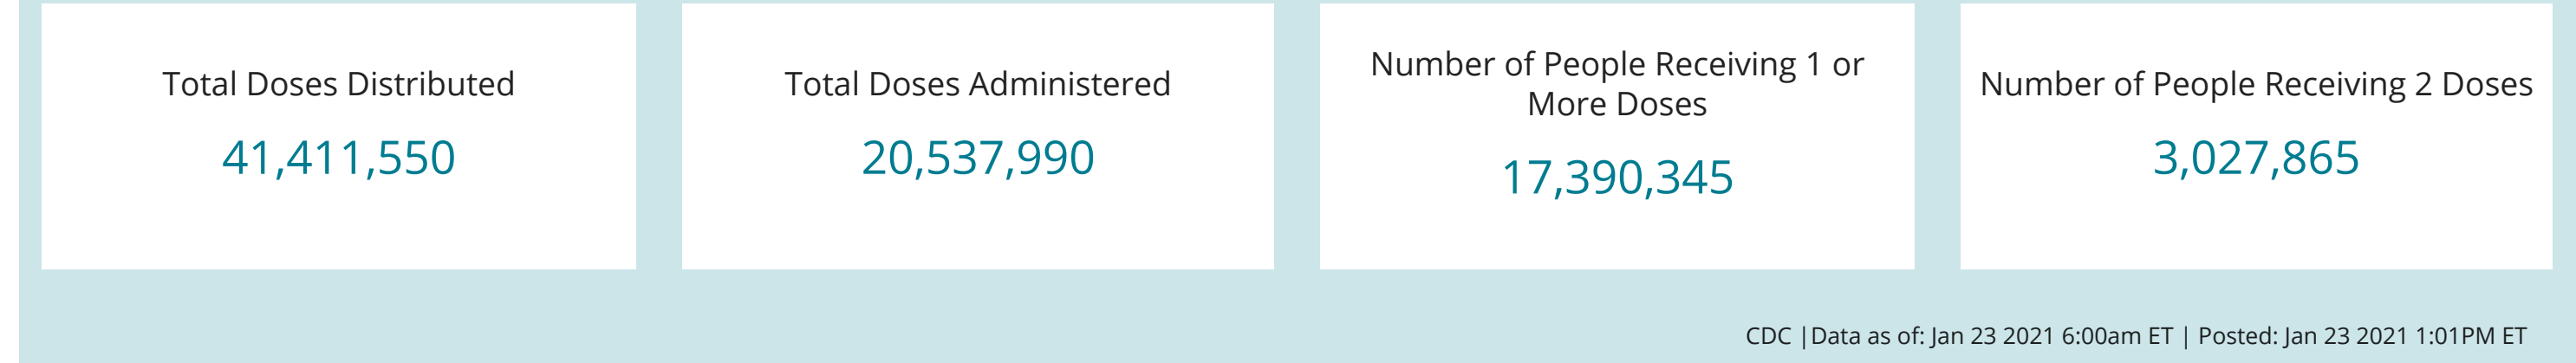 Total Doses Distributed
41,411,550
Total Doses Administered
20,537,990
Number of People Receiving 1 or
More Doses
17,390,345
Number of People Receiving 2 Doses
3,027,865
CDC |Data as of: Jan 23 2021 6:00am ET | Posted: Jan 23 2021 1:01PM ET